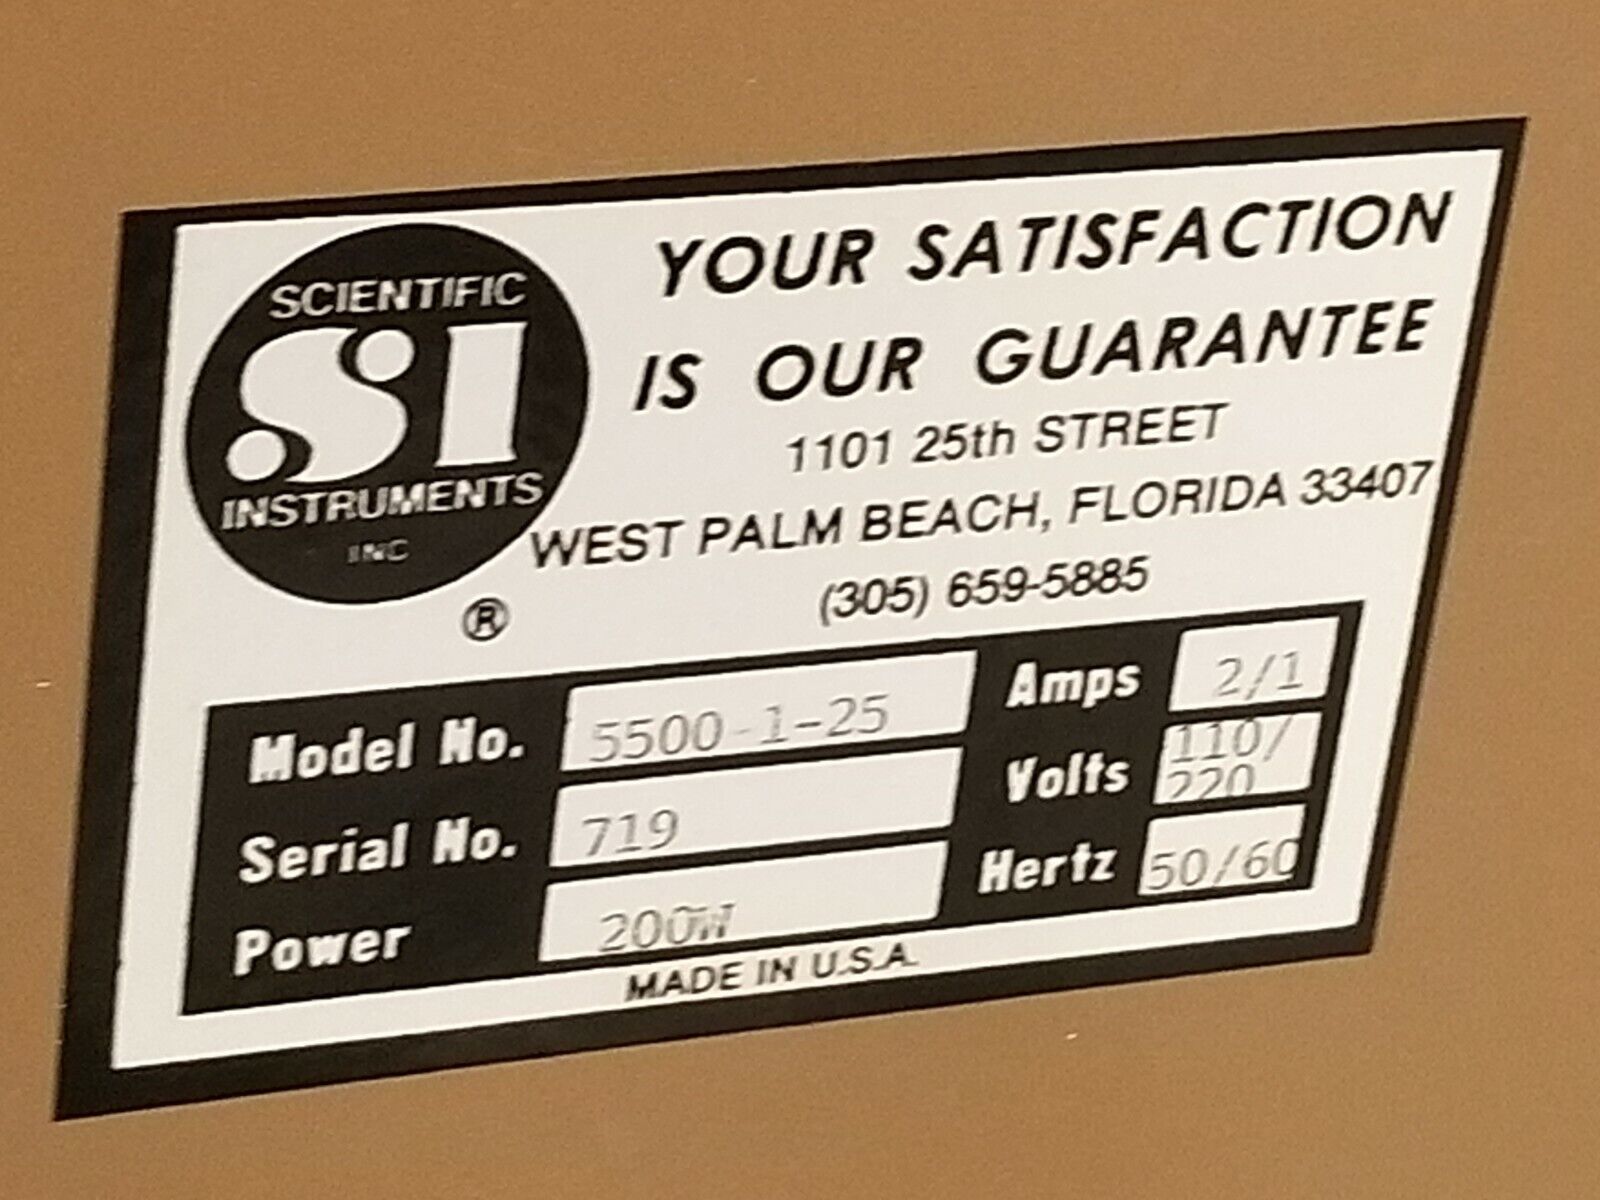 SCIENTIFIC
SI
INSTRUMENTS
INC
®
YOUR SATISFACTION
IS OUR GUARANTEE
1101 25th STREET
WEST PALM BEACH, FLORIDA 33407
(305) 659-5885
Model No. 5500-1-25
Serial No. 719
Power 200W
Amps 2/1
Volts 110/
220
Hertz 50/60
MADE IN U.S.A.